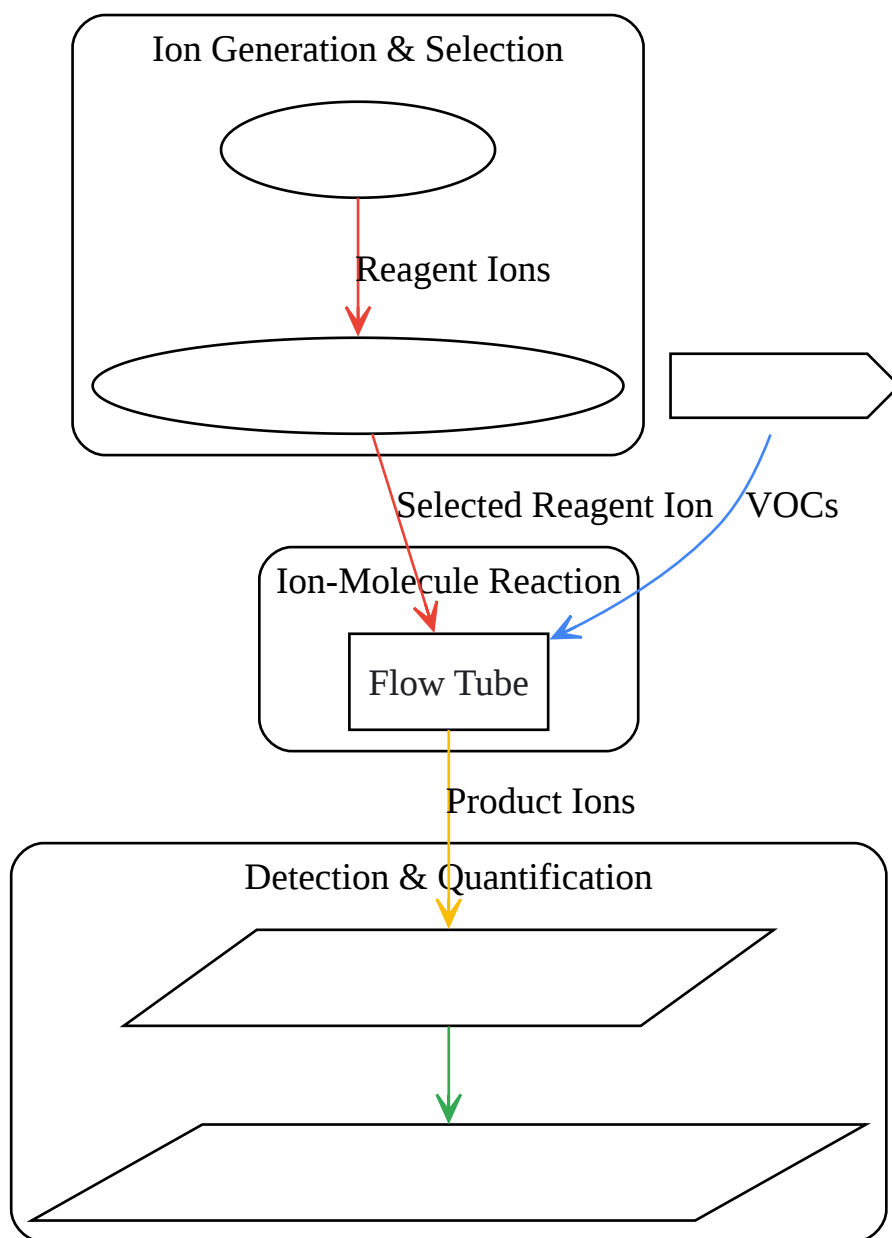 Ion Generation & Selection
Reagent Ions
Selected Reagent Ion
VOCs
Ion-Molecule Reaction
Flow Tube
Product Ions
Detection & Quantification